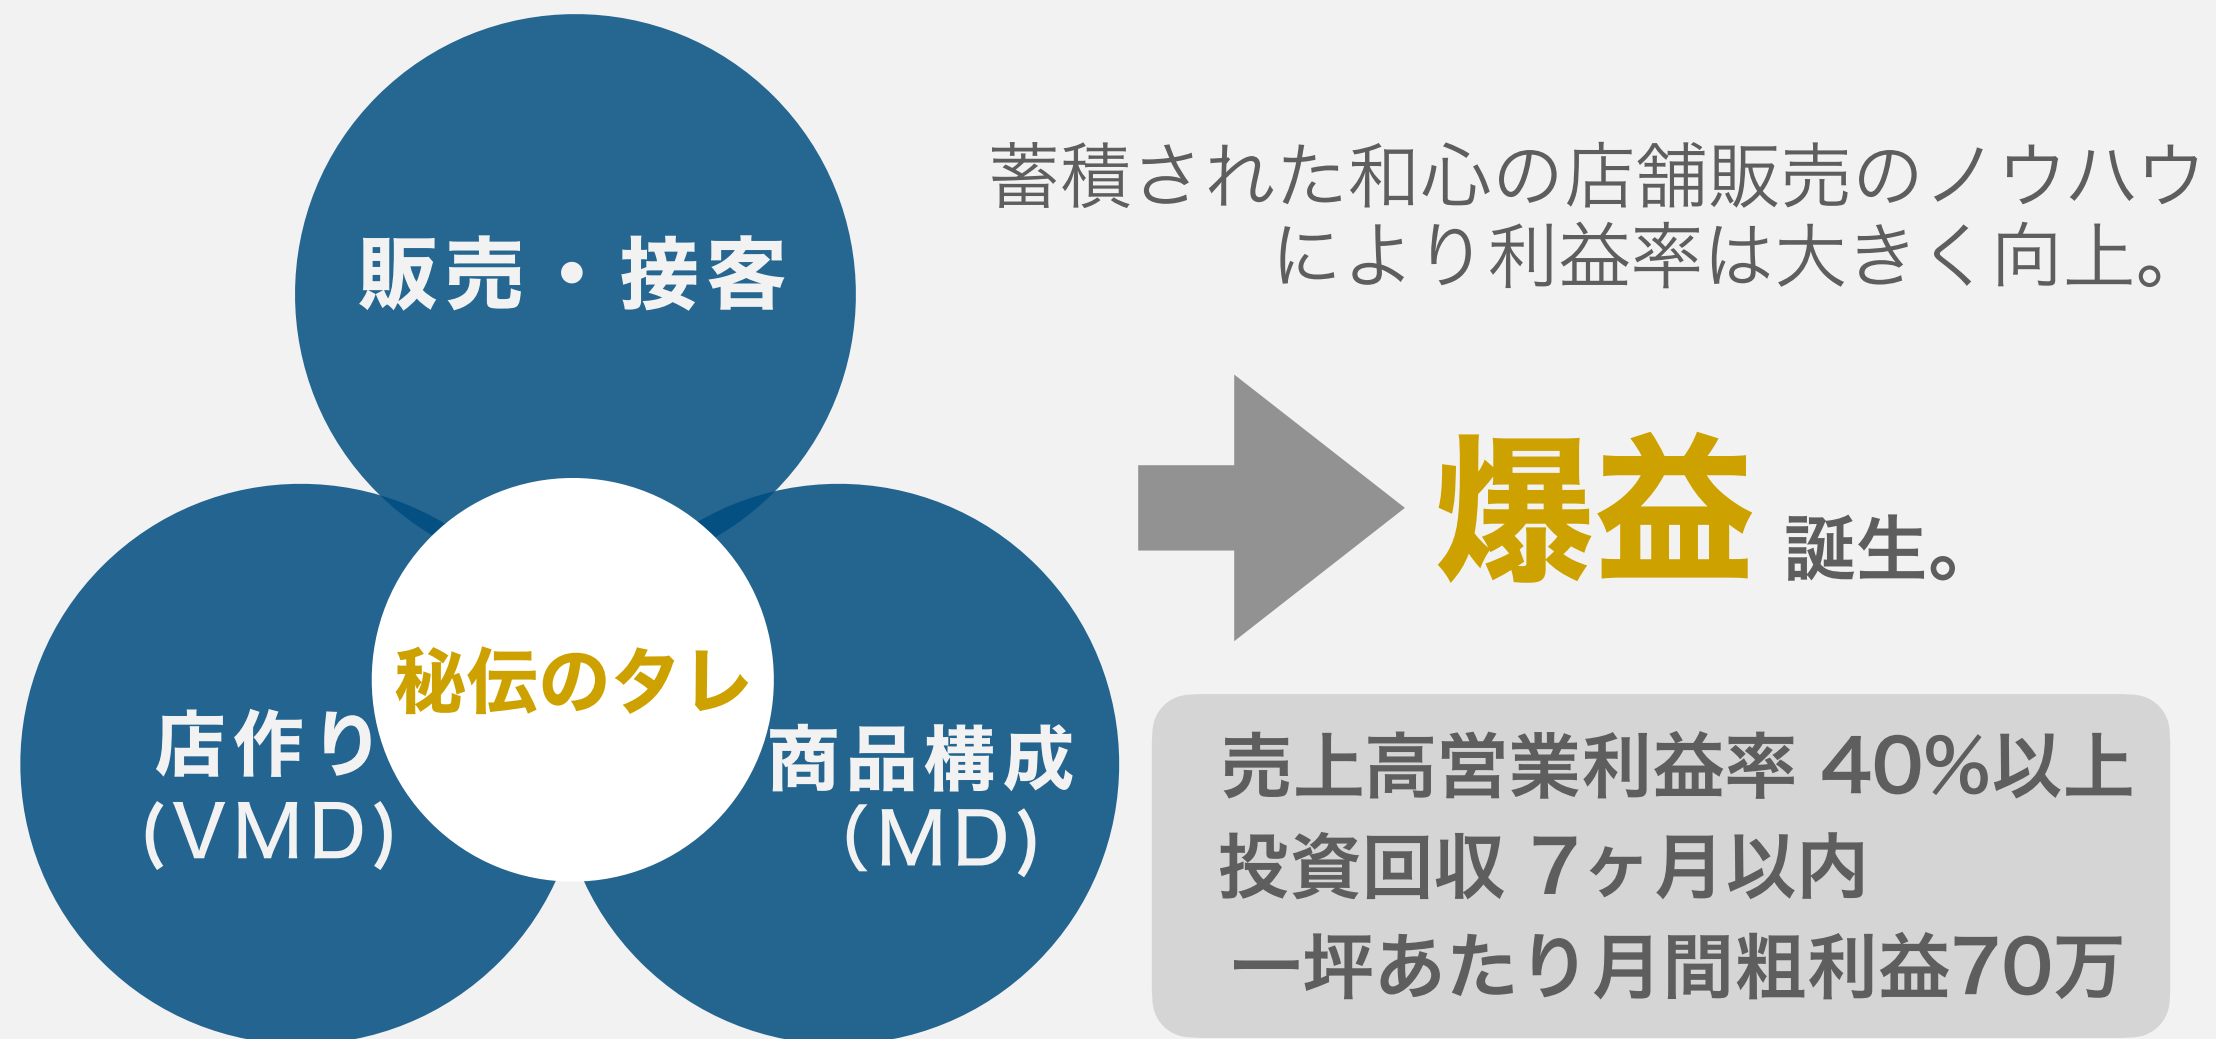 販売・接客
店作り
(VMD)
秘伝のタレ
商品構成
(MD)
蓄積された和心の店舗販売のノウハウ
により利益率は大きく向上。
爆益 誕生。
売上高営業利益率 40%以上
投資回収 7ヶ月以内
一坪あたり月間粗利益70万